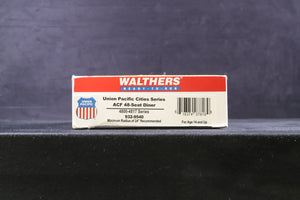 WALTHERS
READY-TO-RUN
Union Pacific Cities Series
ACF 48-Seat Diner
4800-4817 Series
932-9540
Minimum Radius of 24" Recommended
UNION
PACIFIC
For Age 14 and Up